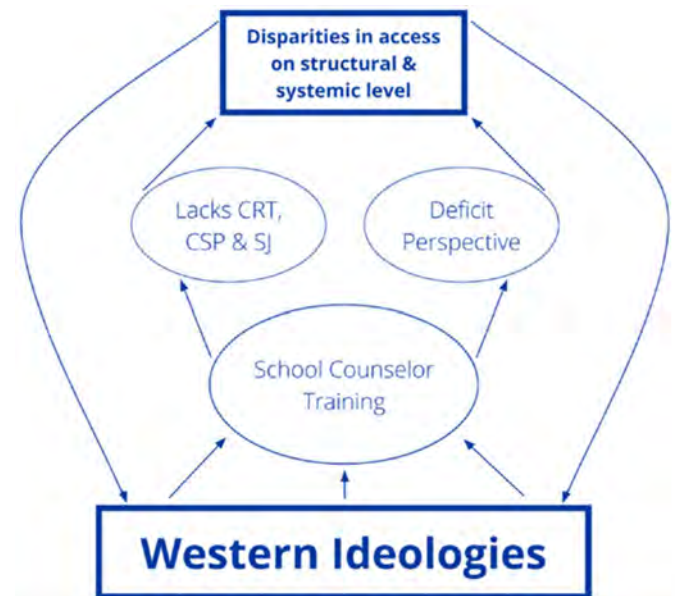 Disparities in access
on structural &
systemic level
Lacks CRT,
CSP & SJ
Deficit
Perspective
School Counselor
Training
Western Ideologies